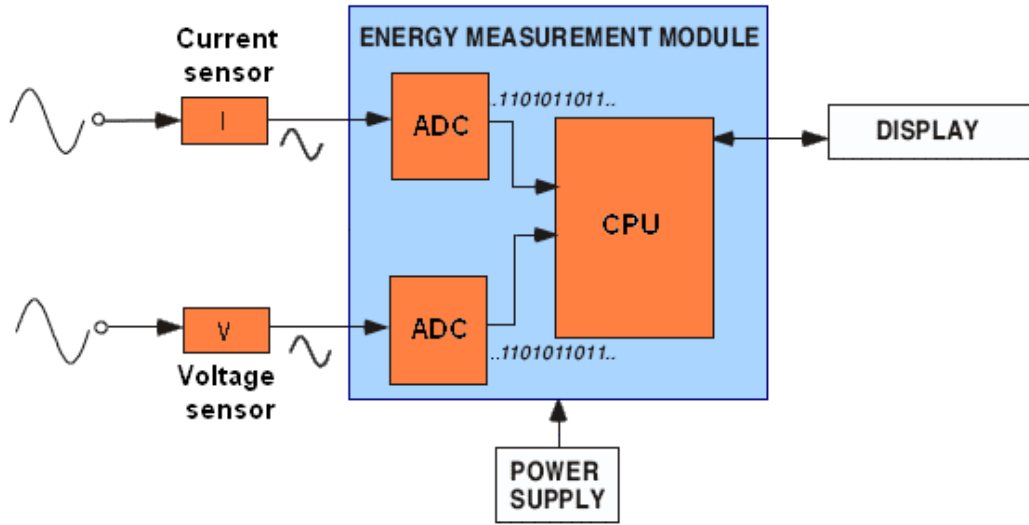 ENERGY MEASUREMENT MODULE
Current
sensor
I
ADC
..1101011011..
CPU
DISPLAY
V
Voltage
sensor
ADC
..1101011011..
POWER
SUPPLY